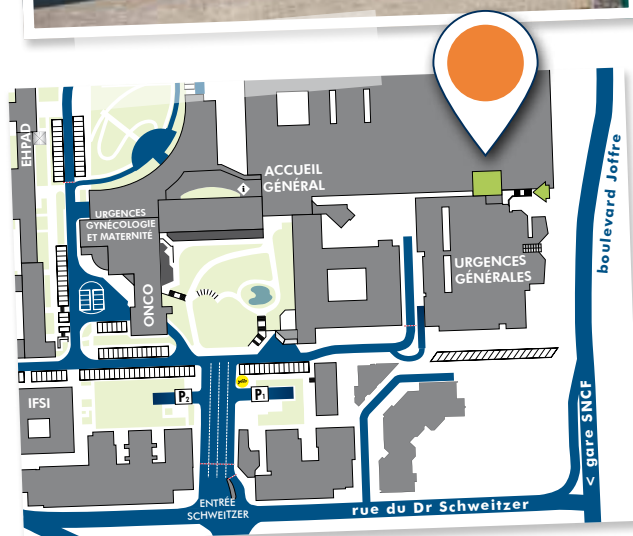 EHPAD
ACCUEIL
GÉNÉRAL
i
URGENCES
GYNÉCOLOGIE
ET MATERNITÉ
ONCO
URGENCES
GÉNÉRALES
boulevard Joffre
IFSI
P2
P1
< gare SNCF
ENTRÉE
SCHWEITZER
rue du Dr Schweitzer